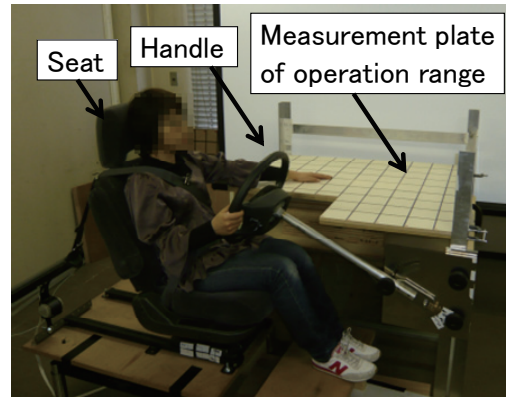 Seat
Handle
Measurement plate
of operation range
N